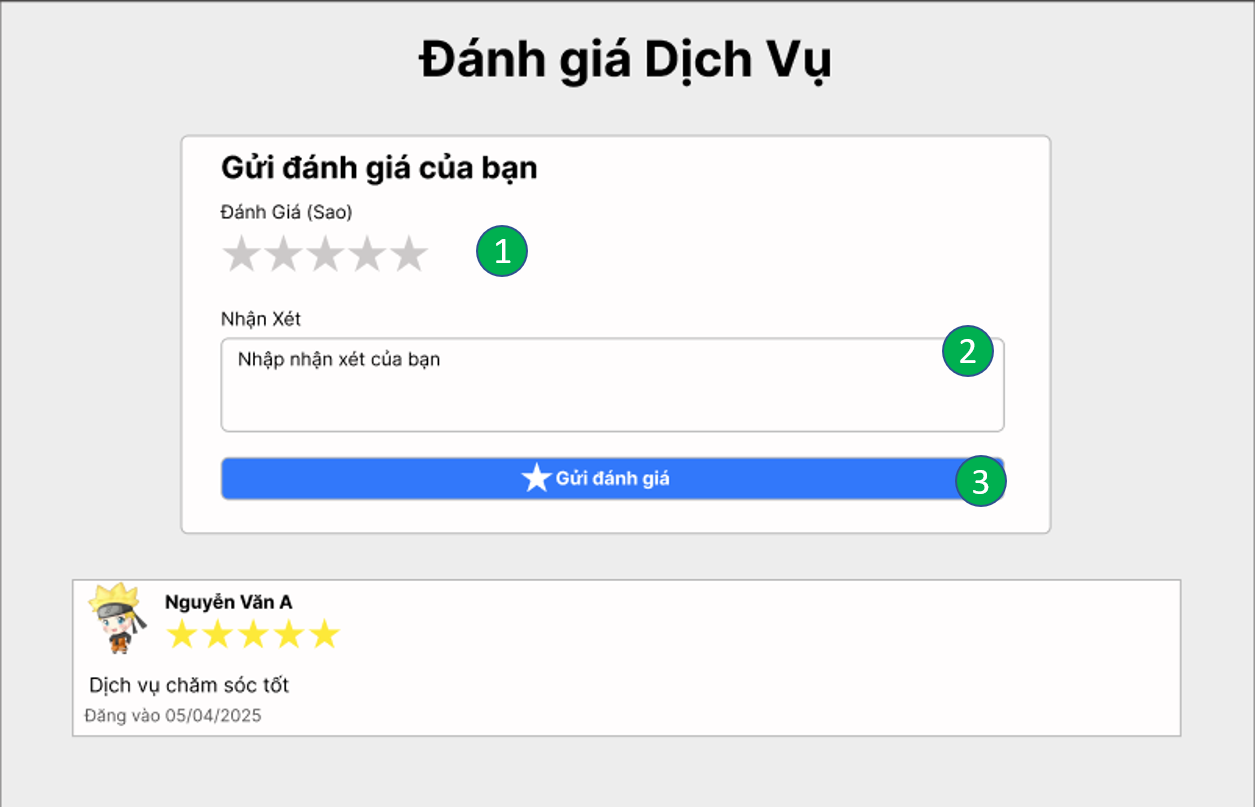 Đánh giá Dịch Vụ
Gửi đánh giá của bạn
Đánh Giá (Sao)
1
Nhận Xét
2
Nhập nhận xét của bạn
Gửi đánh giá
3
Nguyễn Văn A
Dịch vụ chăm sóc tốt
Đăng vào 05/04/2025